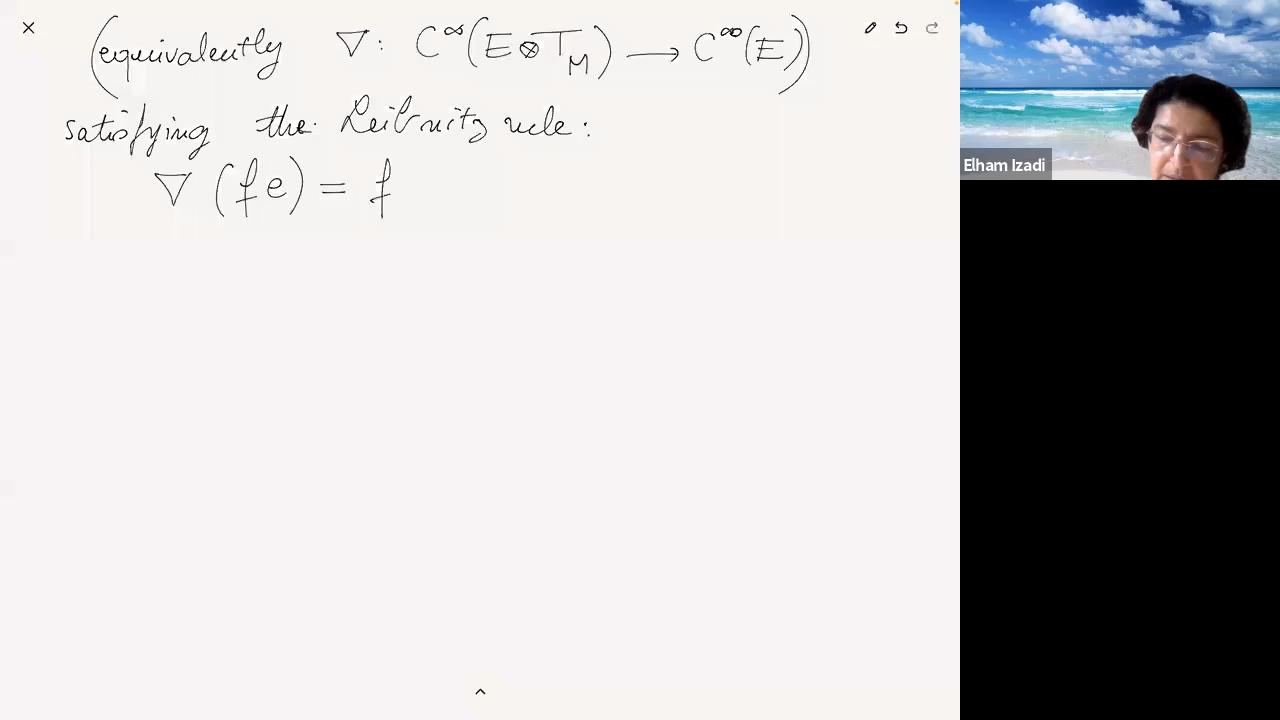 (equivalently ∇: C^∞(E⊗T_M) ⟶ C^∞(E))
satisfying the Leibnitz rule:
∇(fe) = f
Elham Izadi